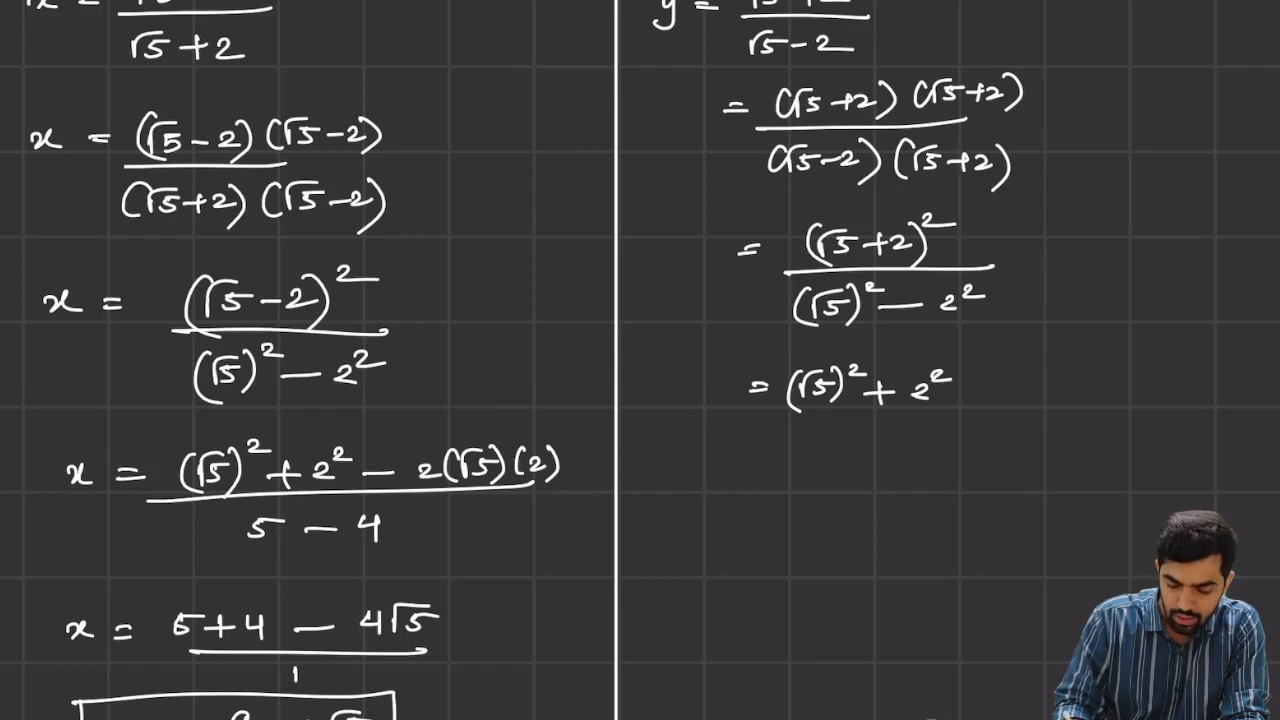 √5 + 2
x = (√5 - 2) (√5 - 2)
(√5 + 2) (√5 - 2)
x = (√5 - 2)²
(√5)² - 2²
x = (√5)² + 2² - 2(√5)(2)
5 - 4
x = 5 + 4 - 4√5
1
y =
√5 - 2
= (√5 + 2) (√5 + 2)
(√5 - 2) (√5 + 2)
= (√5 + 2)²
(√5)² - 2²
= (√5)² + 2²